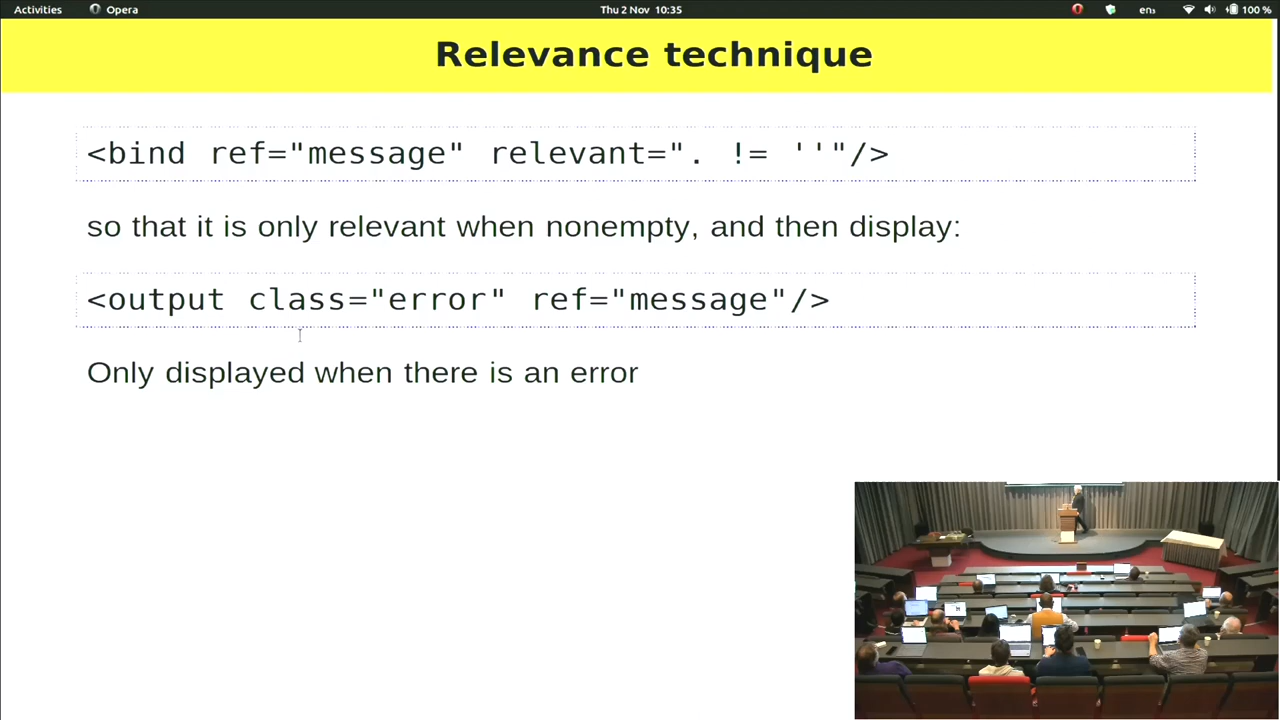 Activities Opera Thu 2 Nov 10:35 en₃ 100 %
Relevance technique
<bind ref="message" relevant=". != ''"/>
so that it is only relevant when nonempty, and then display:
<output class="error" ref="message"/>
Only displayed when there is an error